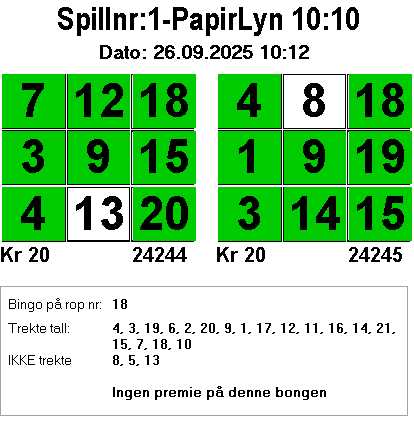 Spillnr:1-PapirLyn 10:10
Dato: 26.09.2025 10:12
7 12 18 4 8 18
3 9 15 1 9 19
4 13 20 3 14 15
Kr 20 24244 Kr 20 24245
Bingo på rop nr: 18
Trekte tall: 4, 3, 19, 6, 2, 20, 9, 1, 17, 12, 11, 16, 14, 21,
15, 7, 18, 10
IKKE trekte 8, 5, 13
Ingen premie på denne bongen